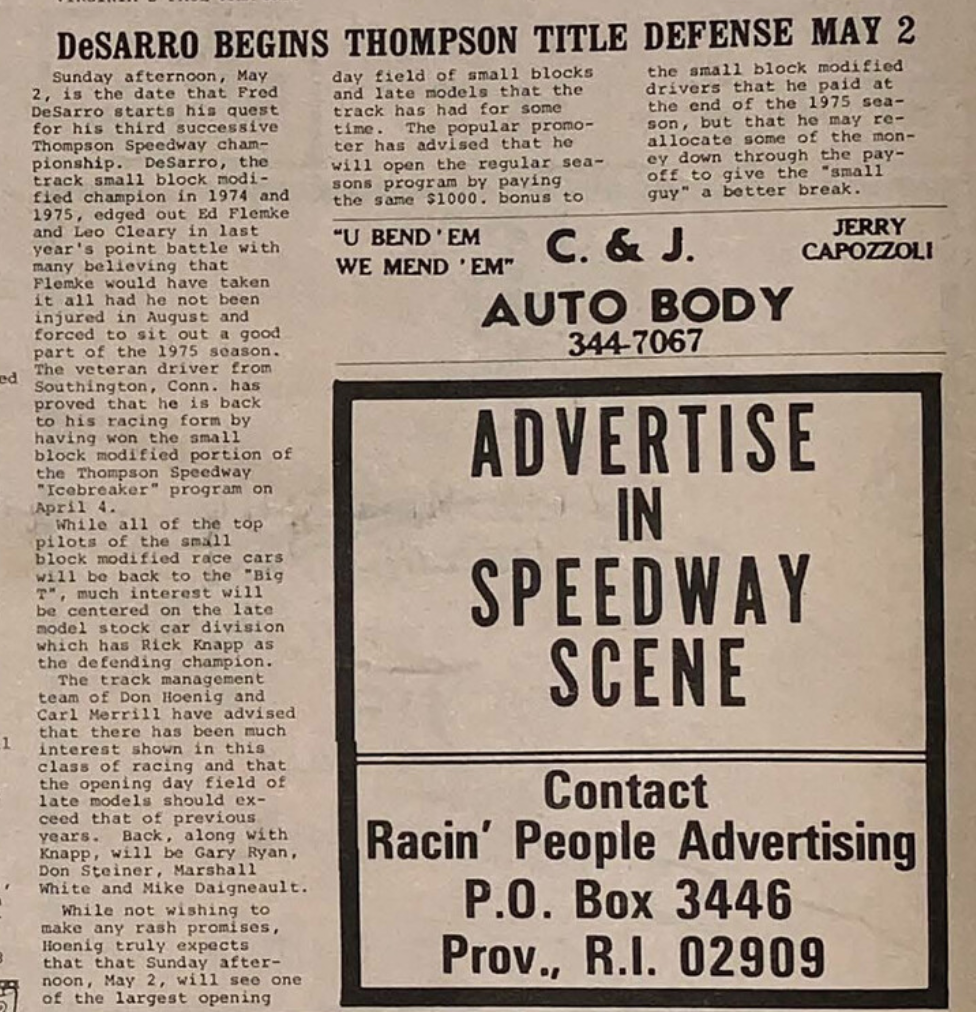 DeSARRO BEGINS THOMPSON TITLE DEFENSE MAY 2
Sunday afternoon, May
2, is the date that Fred
DeSarro starts his quest
for his third successive
Thompson Speedway cham-
pionship. DeSarro, the
track small block modi-
fied champion in 1974 and
1975, edged out Ed Flemke
and Leo Cleary in last
year's point battle with
many believing that
Flemke would have taken
it all had he not been
injured in August and
forced to sit out a good
part of the 1975 season.
The veteran driver from
Southington, Conn. has
proved that he is back
to his racing form by
having won the small
block modified portion of
the Thompson Speedway
"Icebreaker" program on
April 4.
While all of the top
pilots of the small
block modified race cars
will be back to the "Big
T", much interest will
be centered on the late
model stock car division
which has Rick Knapp as
the defending champion.
The track management
team of Don Hoenig and
Carl Merrill have advised
that there has been much
interest shown in this
class of racing and that
the opening day field of
late models should ex-
ceed that of previous
years. Back, along with
Knapp, will be Gary Ryan,
Don Steiner, Marshall
White and Mike Daigneault.
While not wishing to
make any rash promises,
Hoenig truly expects
that that Sunday after-
noon, May 2, will see one
of the largest opening
day field of small blocks
and late models that the
track has had for some
time. The popular promo-
ter has advised that he
will open the regular sea-
sons program by paying
the same $1000. bonus to
the small block modified
drivers that he paid at
the end of the 1975 sea-
son, but that he may re-
allocate some of the mon-
ey down through the pay-
off to give the "small
guy" a better break.
"U BEND 'EM
WE MEND 'EM"
C. & J.
JERRY
CAPOZZOLI
AUTO BODY
344-7067
ADVERTISE
IN
SPEEDWAY
SCENE
Contact
Racin' People Advertising
P.O. Box 3446
Prov., R.I. 02909